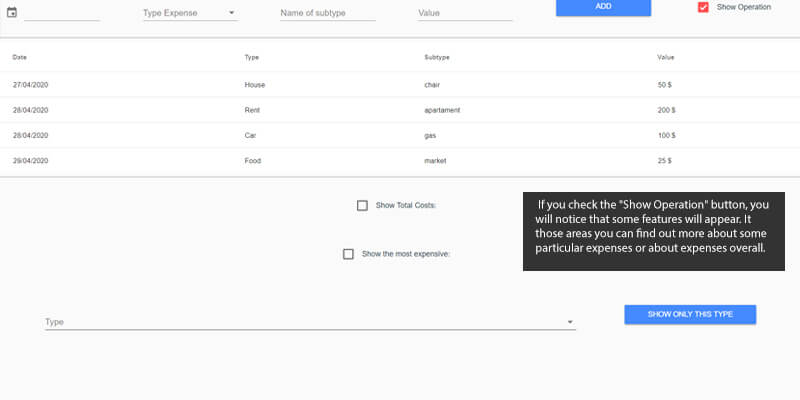 Type Expense Name of subtype Value ADD Show Operation
Date Type Subtype Value
27/04/2020 House chair 50 $
28/04/2020 Rent apartament 200 $
28/04/2020 Car gas 100 $
29/04/2020 Food market 25 $
Show Total Costs:
Show the most expensive:
If you check the "Show Operation" button, you
will notice that some features will appear. It
those areas you can find out more about some
particular expenses or about expenses overall.
Type SHOW ONLY THIS TYPE